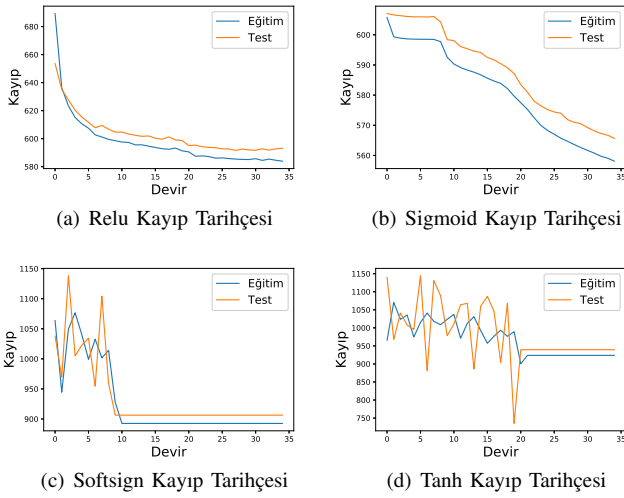 680
660
640
620
600
580
Kayıp
Eğitim
Test
0 5 10 15 20 25 30 35
Devir
(a) Relu Kayıp Tarihçesi
600
590
580
570
560
Kayıp
Eğitim
Test
0 5 10 15 20 25 30 35
Devir
(b) Sigmoid Kayıp Tarihçesi
1150
1100
1050
1000
950
900
Kayıp
Eğitim
Test
0 5 10 15 20 25 30 35
Devir
(c) Softsign Kayıp Tarihçesi
1150
1100
1050
1000
950
900
850
800
750
Kayıp
Eğitim
Test
0 5 10 15 20 25 30 35
Devir
(d) Tanh Kayıp Tarihçesi